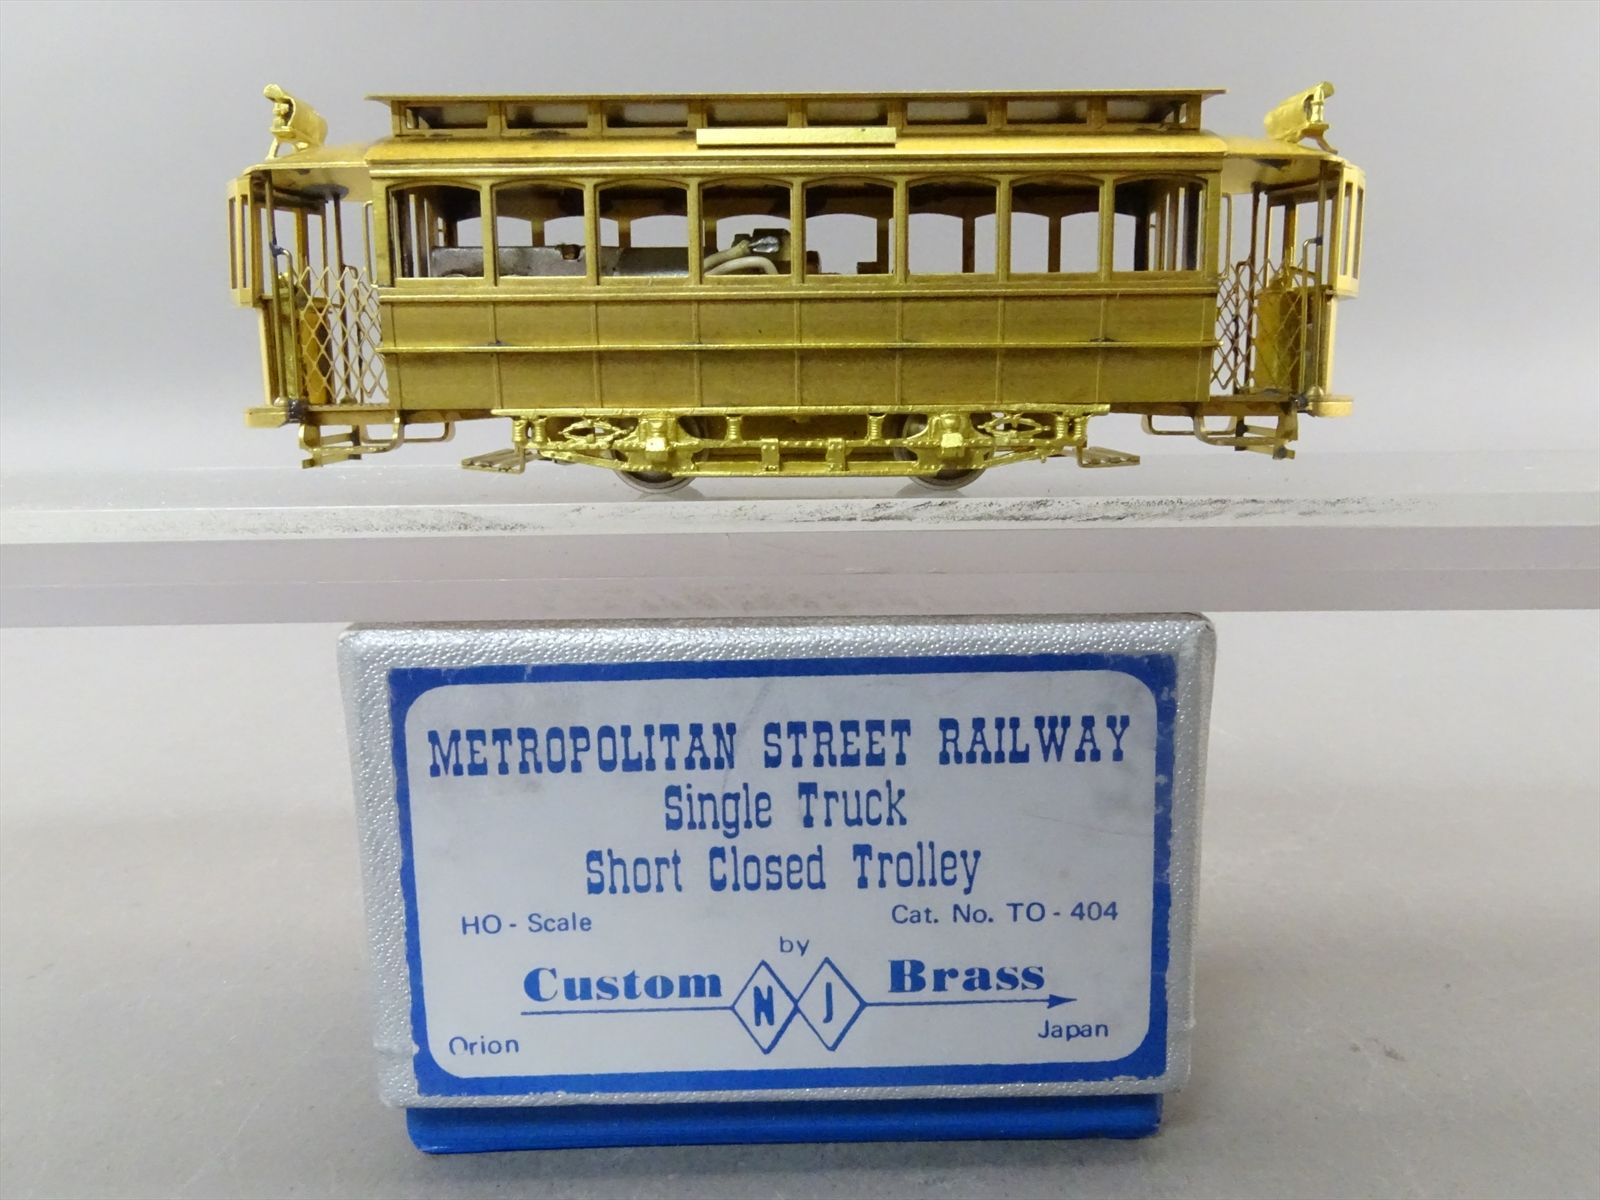 METROPOLITAN STREET RAILWAY
Single Truck
Short Closed Trolley
HO - Scale Cat. No. TO - 404
by
Custom NJ Brass
Orion Japan